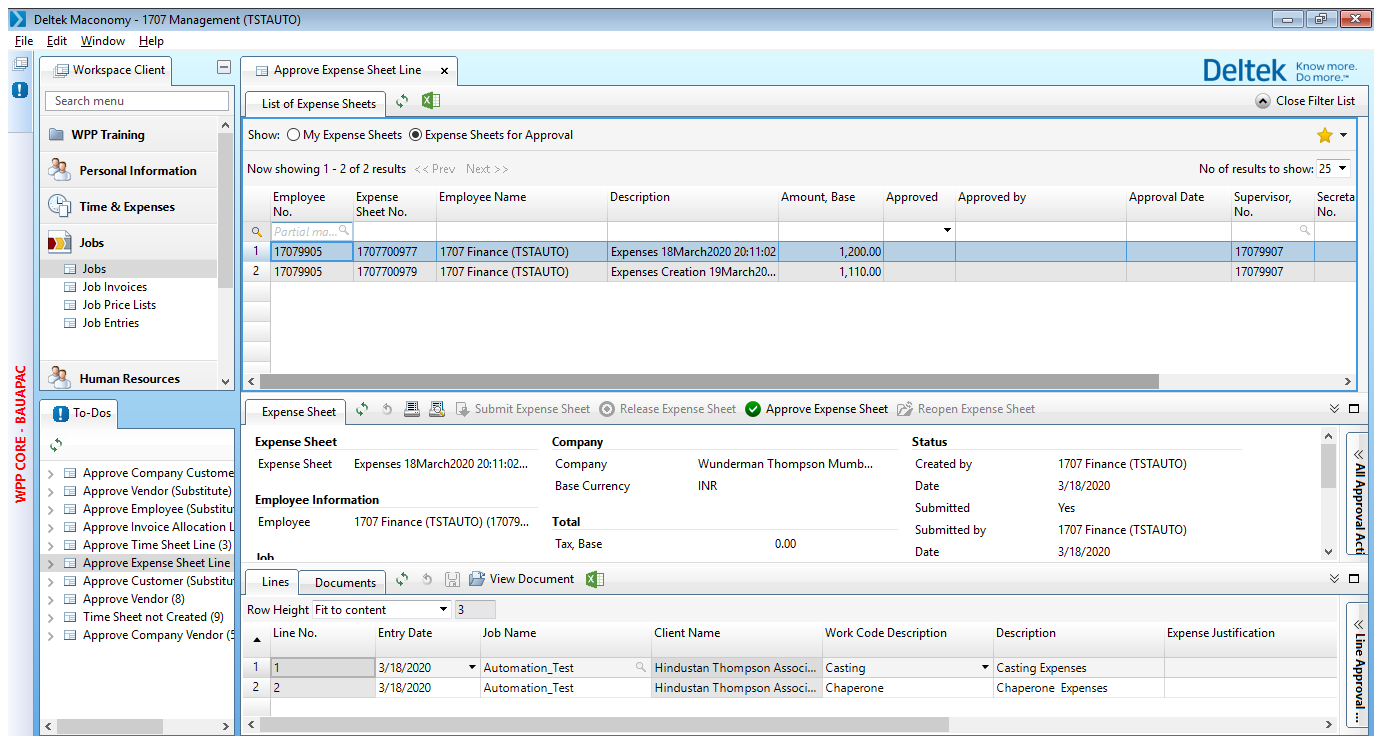 Deltek Maconomy - 1707 Management (TSTAUTO)
File Edit Window Help
Workspace Client
Search menu
WPP Training
Personal Information
Time & Expenses
Jobs
Jobs
Job Invoices
Job Price Lists
Job Entries
Human Resources
WPP CORE - BAUAPAC
To-Dos
Approve Company Custome
Approve Vendor (Substitute)
Approve Employee (Substitu
Approve Invoice Allocation L
Approve Time Sheet Line (3)
Approve Expense Sheet Line
Approve Customer (Substitu
Approve Vendor (8)
Time Sheet not Created (9)
Approve Company Vendor (5
Approve Expense Sheet Line x
Deltek Know more. Do more.™
List of Expense Sheets
Close Filter List
Show: My Expense Sheets Expense Sheets for Approval
Now showing 1 - 2 of 2 results << Prev Next >> No of results to show: 25
Employee No. Expense Sheet No. Employee Name Description Amount, Base Approved Approved by Approval Date Supervisor, No. Secreta No.
Partial ma...
1 17079905 1707700977 1707 Finance (TSTAUTO) Expenses 18March2020 20:11:02 1,200.00 17079907
2 17079905 1707700979 1707 Finance (TSTAUTO) Expenses Creation 19March20... 1,110.00 17079907
Expense Sheet Submit Expense Sheet Release Expense Sheet Approve Expense Sheet Reopen Expense Sheet
Expense Sheet
Expense Sheet Expenses 18March2020 20:11:02...
Employee Information
Employee 1707 Finance (TSTAUTO) (17079...
Job
Company
Company Wunderman Thompson Mumb...
Base Currency INR
Total
Tax, Base 0.00
Status
Created by 1707 Finance (TSTAUTO)
Date 3/18/2020
Submitted Yes
Submitted by 1707 Finance (TSTAUTO)
Date 3/18/2020
All Approval Acti
Lines Documents View Document
Row Height Fit to content 3
Line No. Entry Date Job Name Client Name Work Code Description Description Expense Justification
1 1 3/18/2020 Automation_Test Hindustan Thompson Associ... Casting Casting Expenses
2 2 3/18/2020 Automation_Test Hindustan Thompson Associ... Chaperone Chaperone Expenses
Line Approval ...